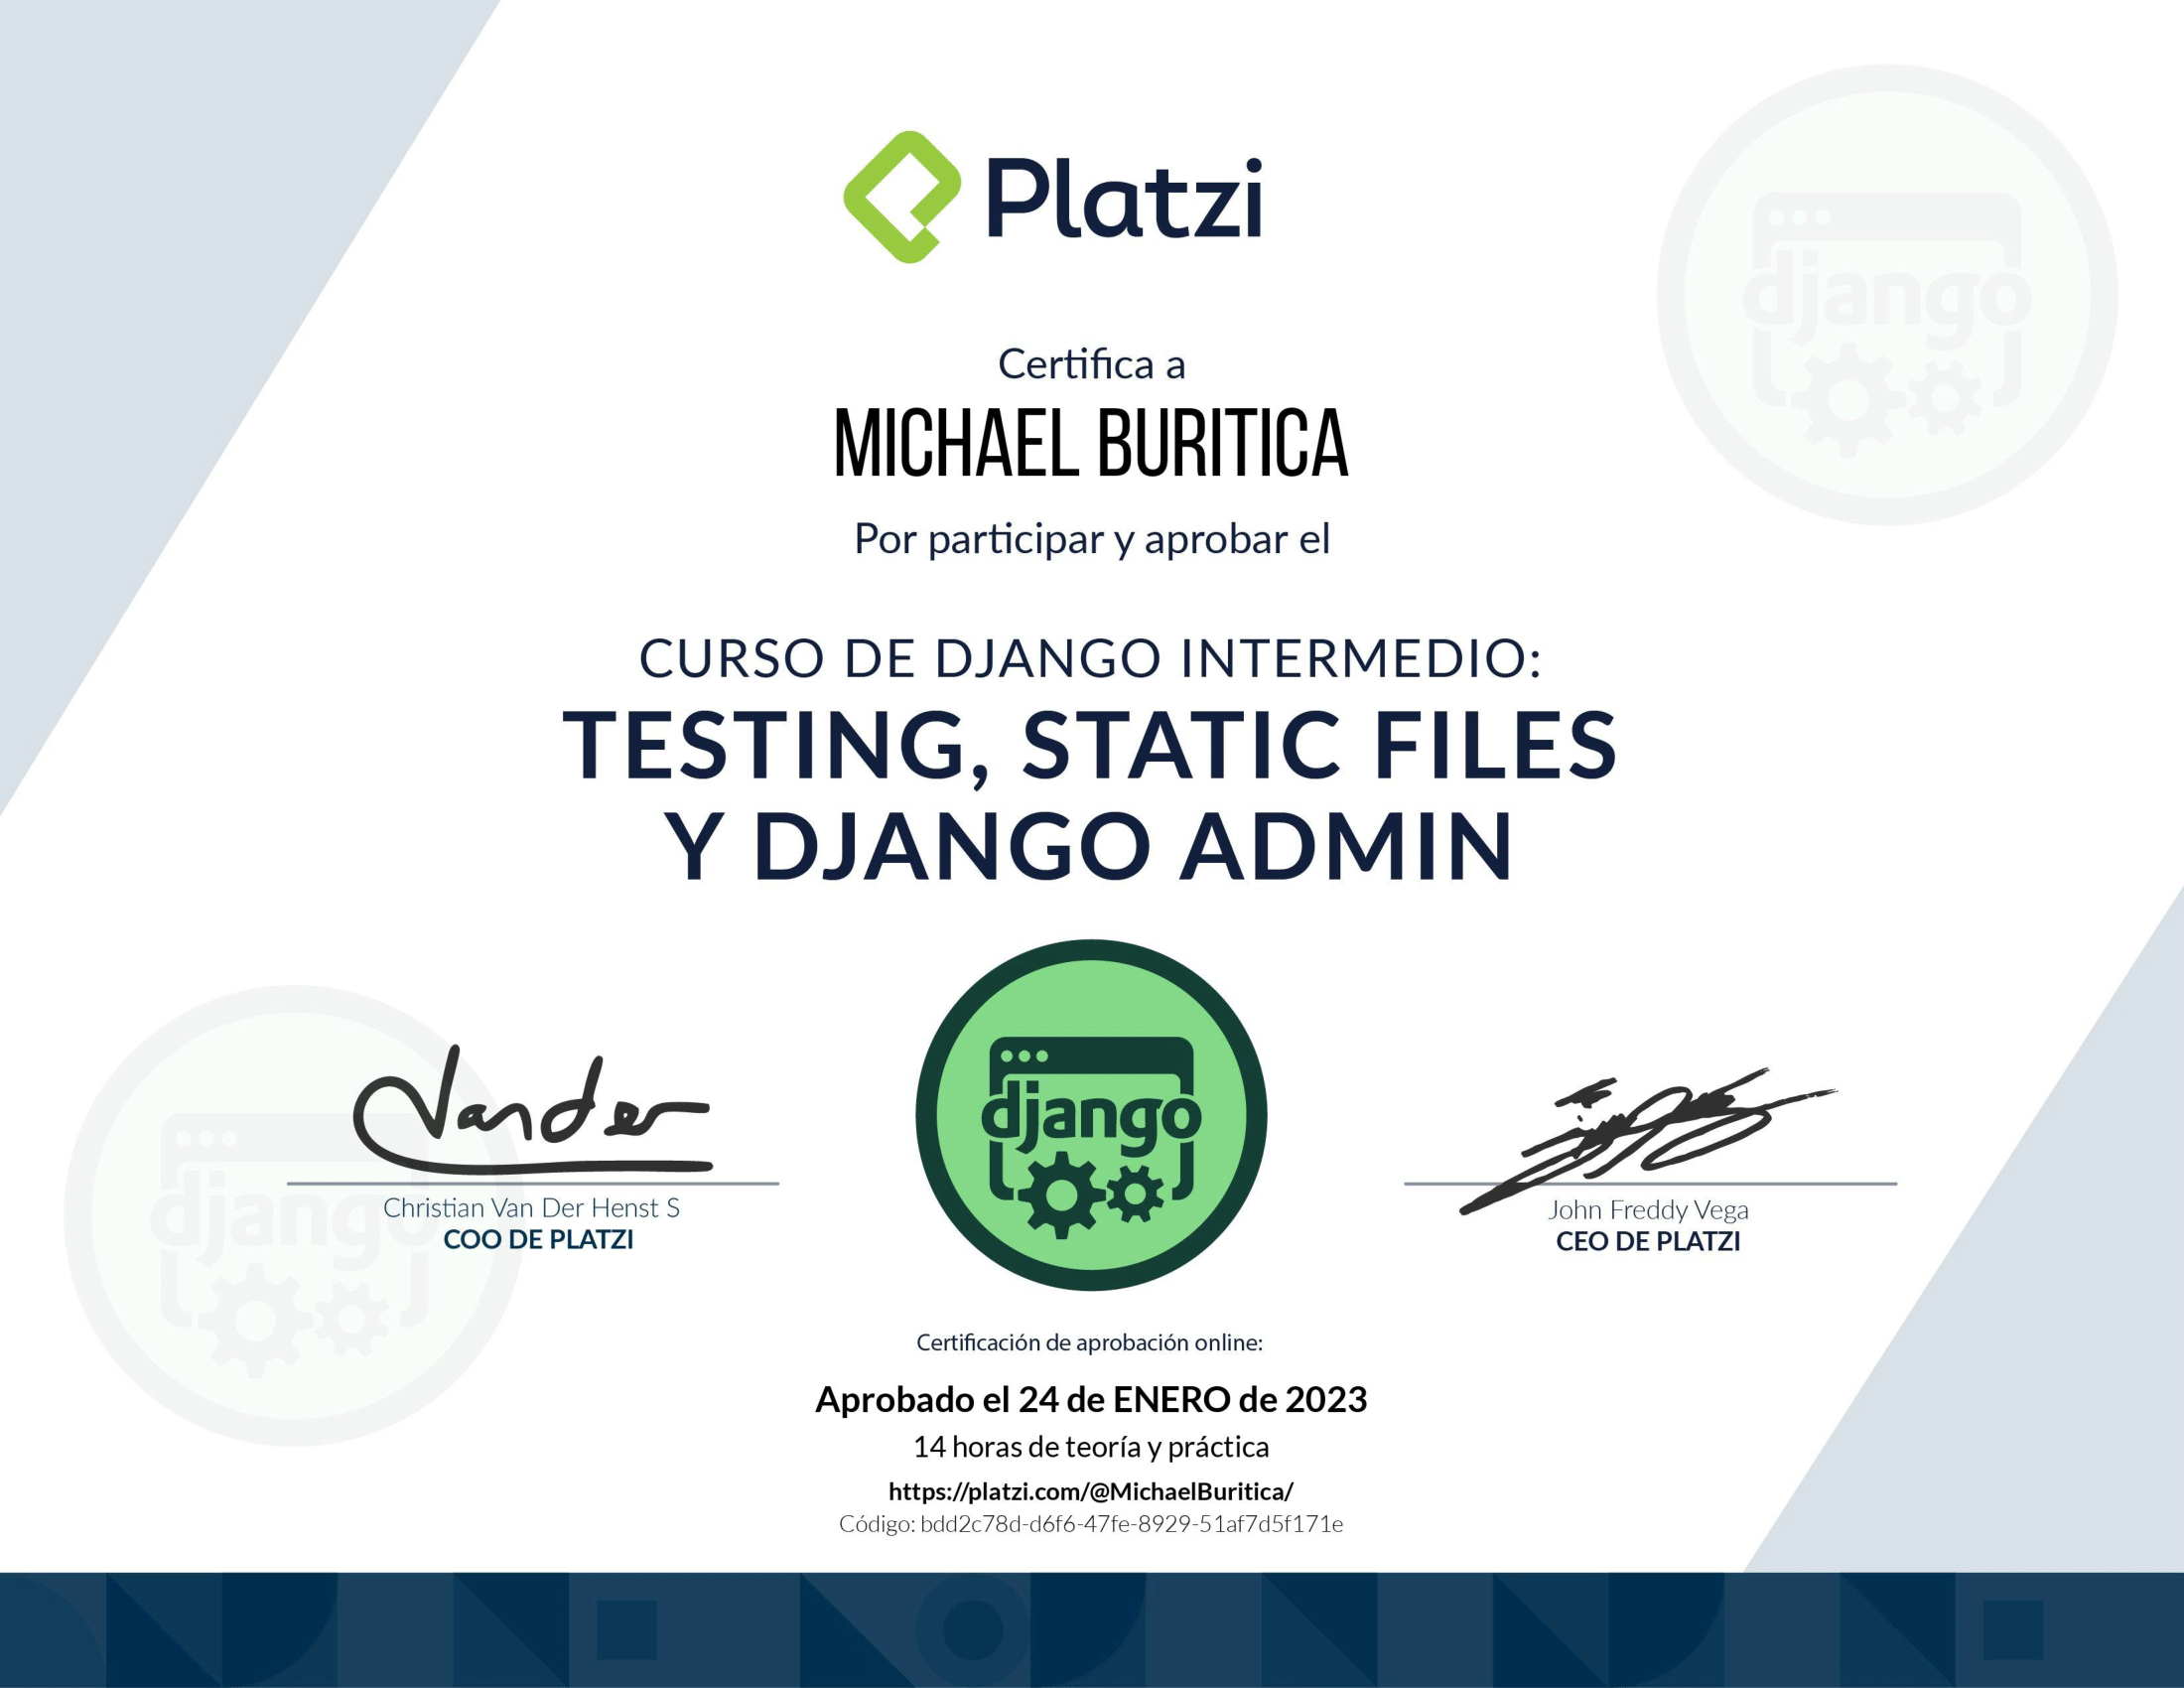 Platzi
Certifica a
MICHAEL BURITICA
Por participar y aprobar el
CURSO DE DJANGO INTERMEDIO:
TESTING, STATIC FILES
Y DJANGO ADMIN
django
django
django
Vander
Christian Van Der Henst S
COO DE PLATZI
John Freddy Vega
CEO DE PLATZI
Certificación de aprobación online:
Aprobado el 24 de ENERO de 2023
14 horas de teoría y práctica
https://platzi.com/@MichaelBuritica/
Código: bdd2c78d-d6f6-47fe-8929-51af7d5f171e